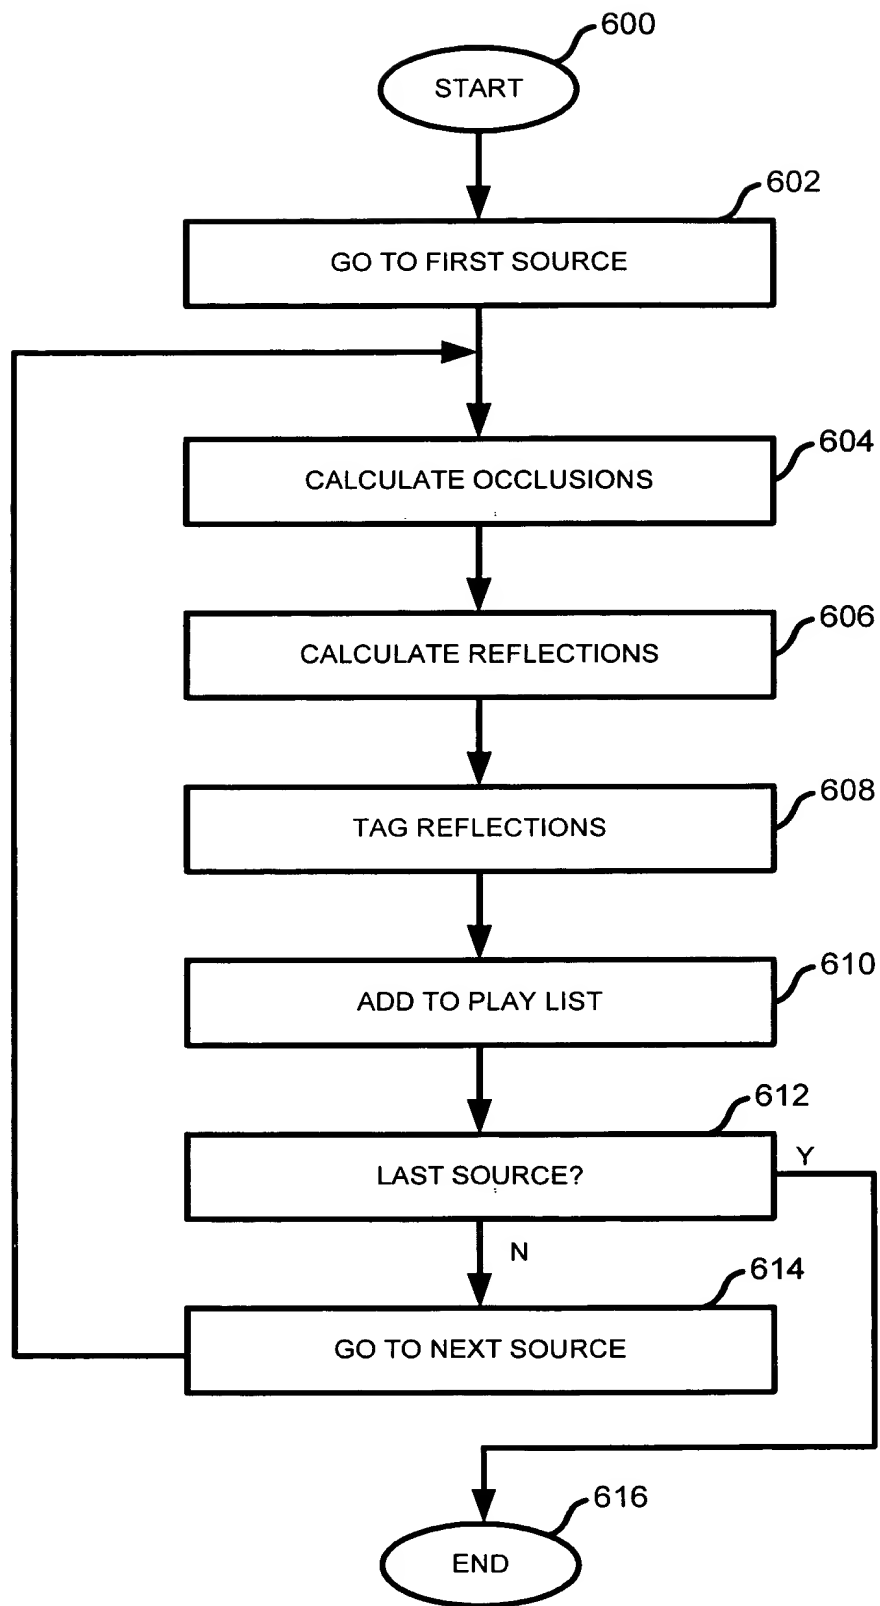 600
START
602
GO TO FIRST SOURCE
604
CALCULATE OCCLUSIONS
606
CALCULATE REFLECTIONS
608
TAG REFLECTIONS
610
ADD TO PLAY LIST
612
LAST SOURCE?
Y
N
614
GO TO NEXT SOURCE
616
END